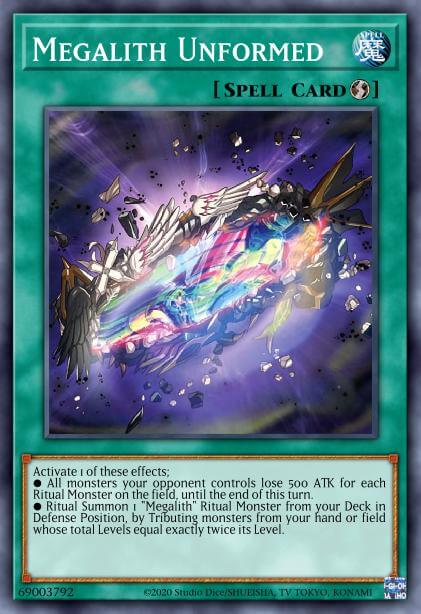 MEGALITH UNFORMED
SPELL
魔
[SPELL CARD]
Activate 1 of these effects;
● All monsters your opponent controls lose 500 ATK for each
Ritual Monster on the field, until the end of this turn.
● Ritual Summon 1 "Megalith" Ritual Monster from your Deck in
Defense Position, by Tributing monsters from your hand or field
whose total Levels equal exactly twice its Level.
69003792
©2020 Studio Dice/SHUEISHA, TV TOKYO, KONAMI